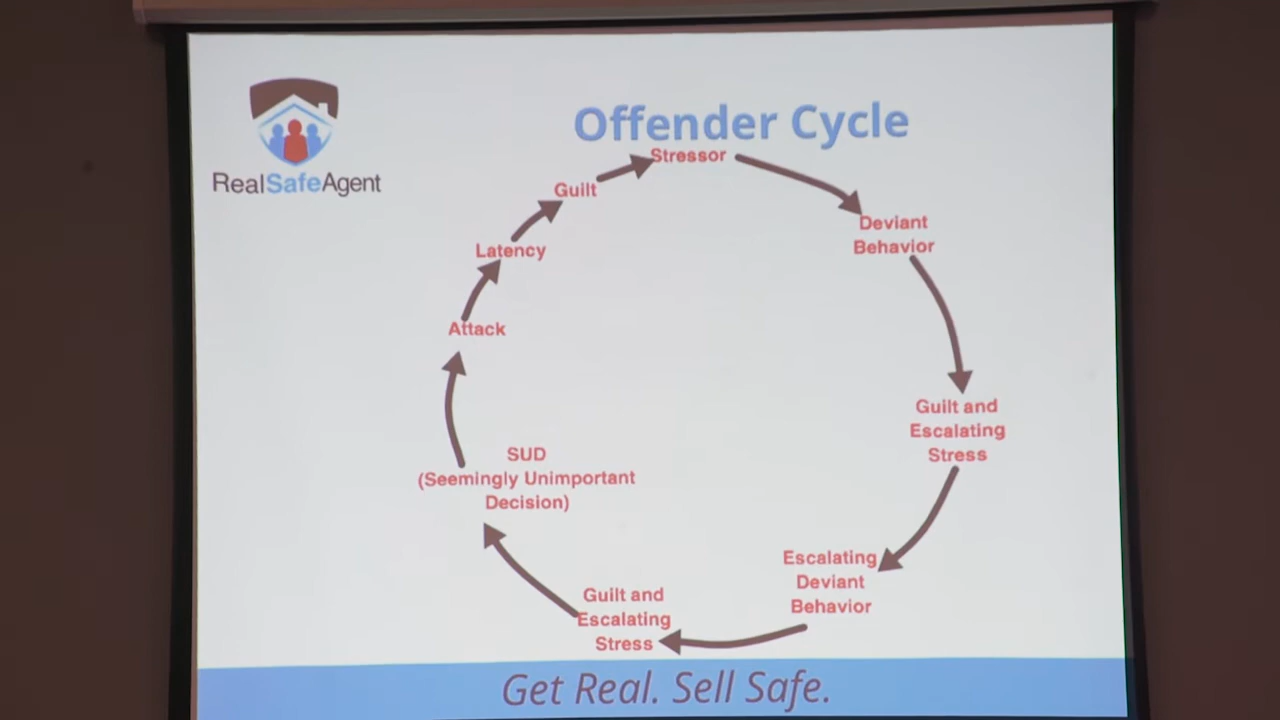 RealSafeAgent
Offender Cycle
Stressor
Deviant
Behavior
Guilt and
Escalating
Stress
Escalating
Deviant
Behavior
Guilt and
Escalating
Stress
SUD
(Seemingly Unimportant
Decision)
Attack
Latency
Guilt
Get Real. Sell Safe.